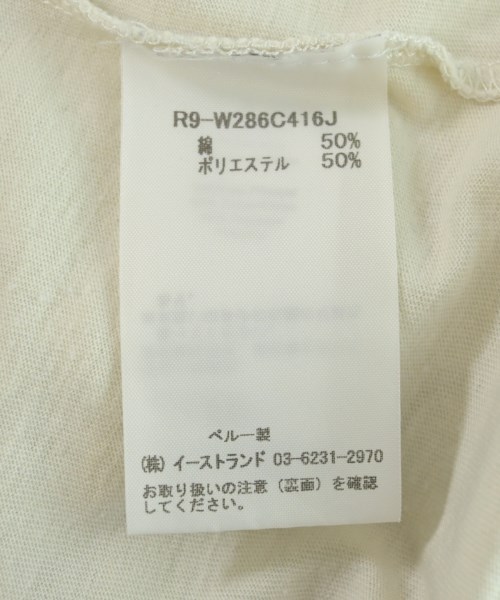 R9-W286C416J
綿 50%
ポリエステル 50%
ペルー製
(株) イーストランド 03-6231-2970
お取り扱いの注意(裏面)を確認
してください。